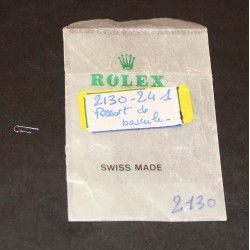 ROLEX
2130-241
Ressort de
bascule-
SWISS MADE
2130